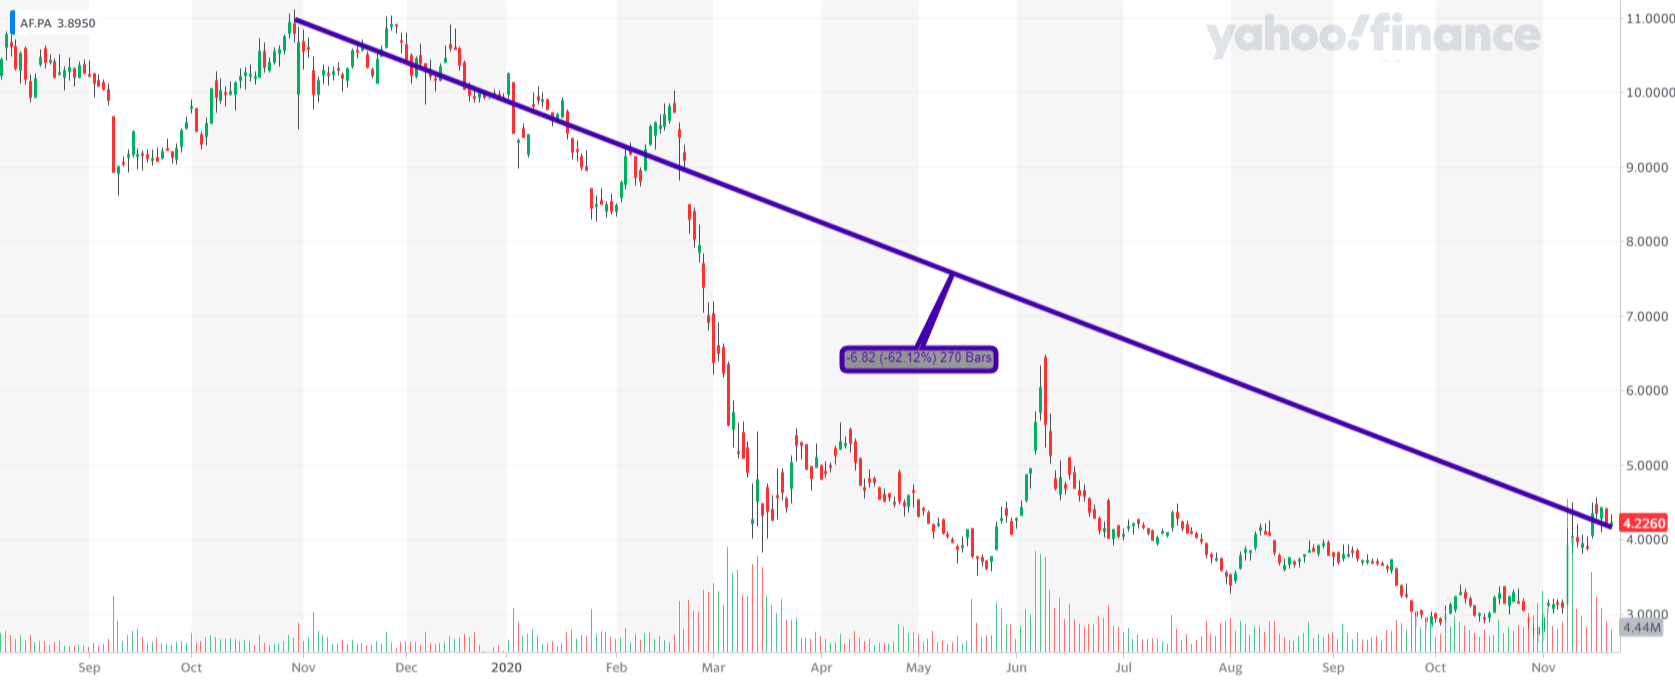 AF.PA 3.8950
yahoo!finance
11.0000
10.0000
9.0000
8.0000
7.0000
-6.82 (-62.12%) 270 Bars
6.0000
5.0000
4.2260
4.0000
3.0000
4.44M
Sep Oct Nov Dec 2020 Feb Mar Apr May Jun Jul Aug Sep Oct Nov